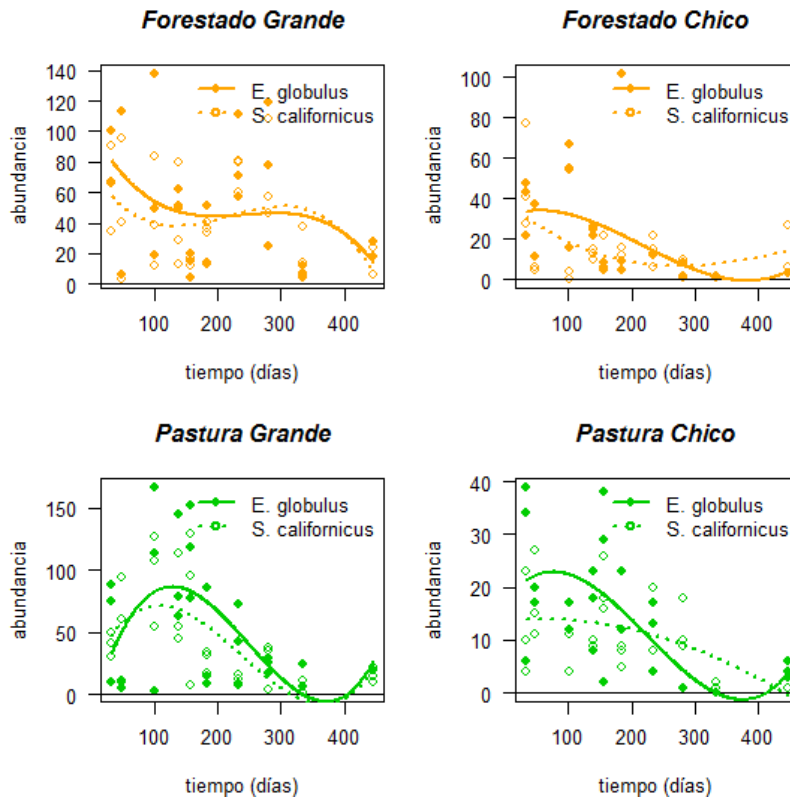 Forestado Grande
abundancia
140
120
100
80
60
40
20
0
E. globulus
S. californicus
100 200 300 400
tiempo (días)
Forestado Chico
abundancia
100
80
60
40
20
0
E. globulus
S. californicus
100 200 300 400
tiempo (días)
Pastura Grande
abundancia
150
100
50
0
E. globulus
S. californicus
100 200 300 400
tiempo (días)
Pastura Chico
abundancia
40
30
20
10
0
E. globulus
S. californicus
100 200 300 400
tiempo (días)